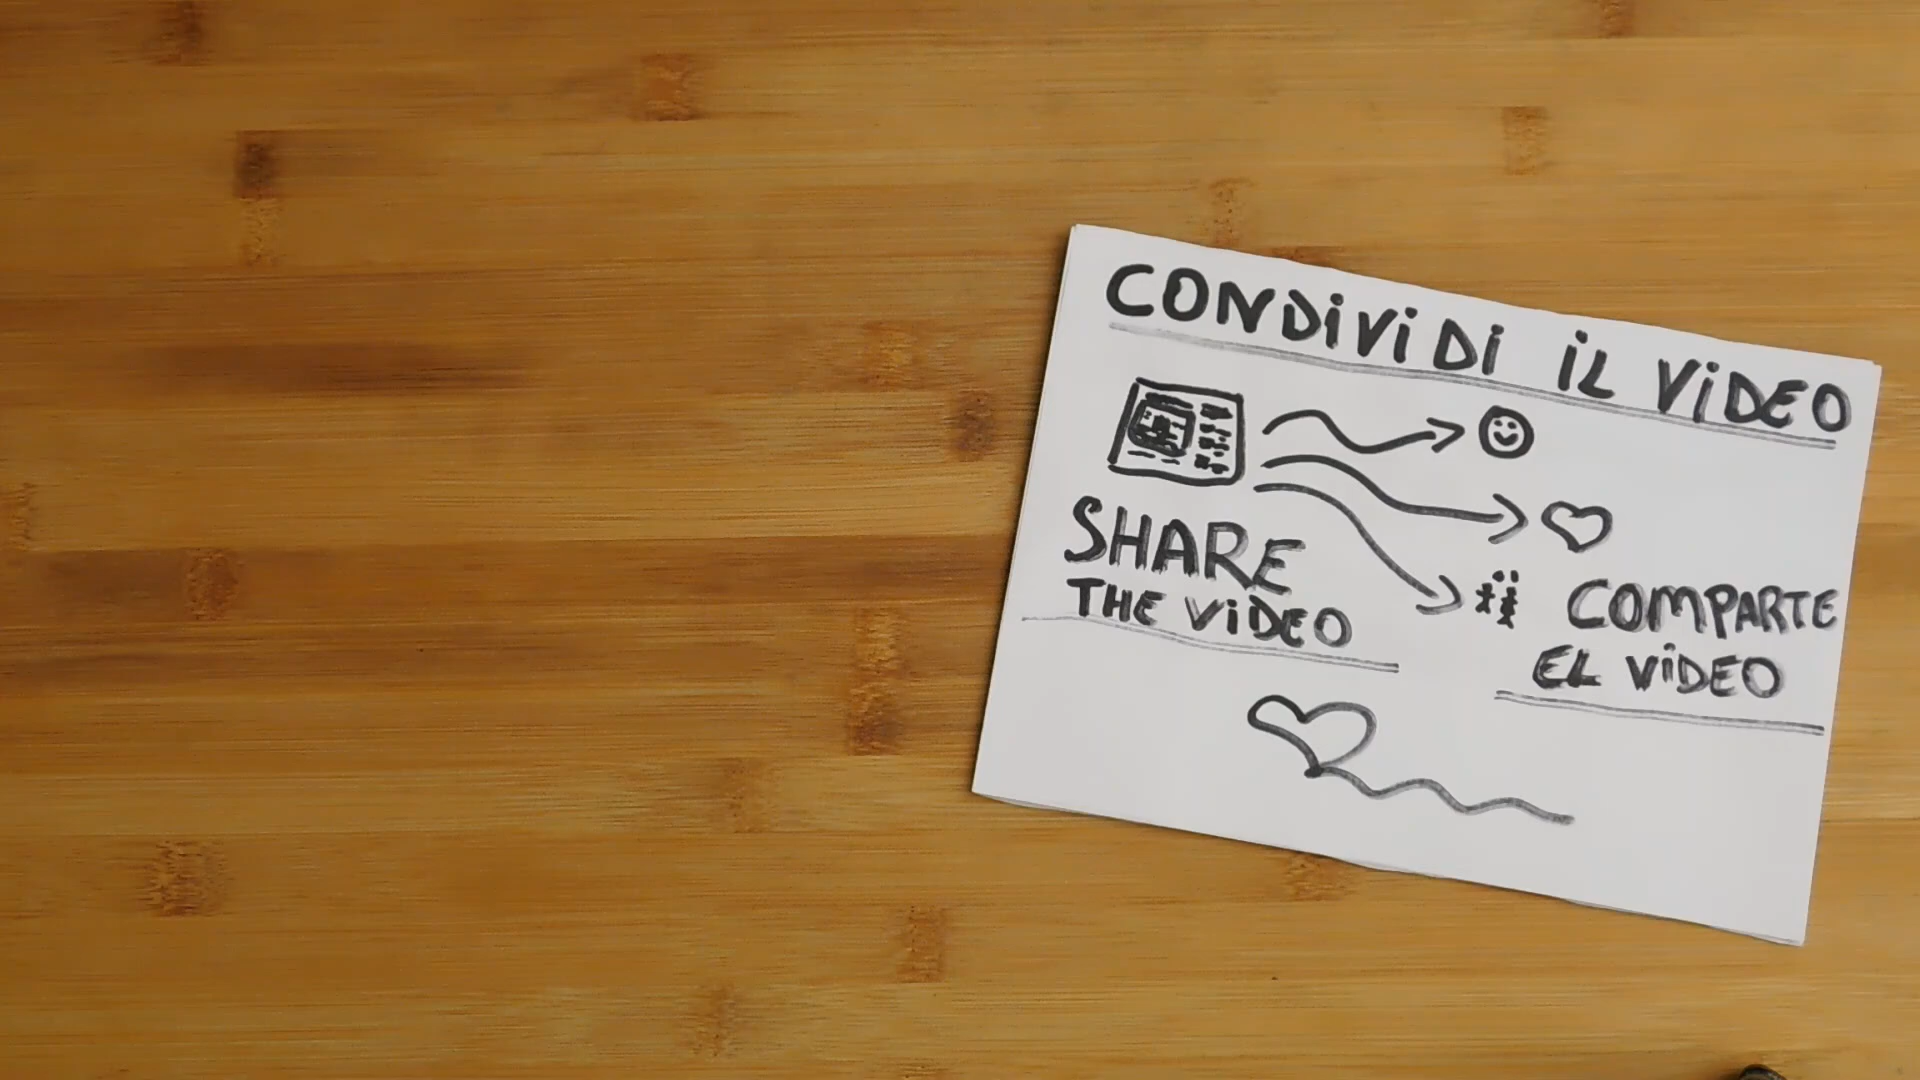 CONDIVIDI IL VIDEO
SHARE
THE VIDEO
COMPARTE
EL VIDEO